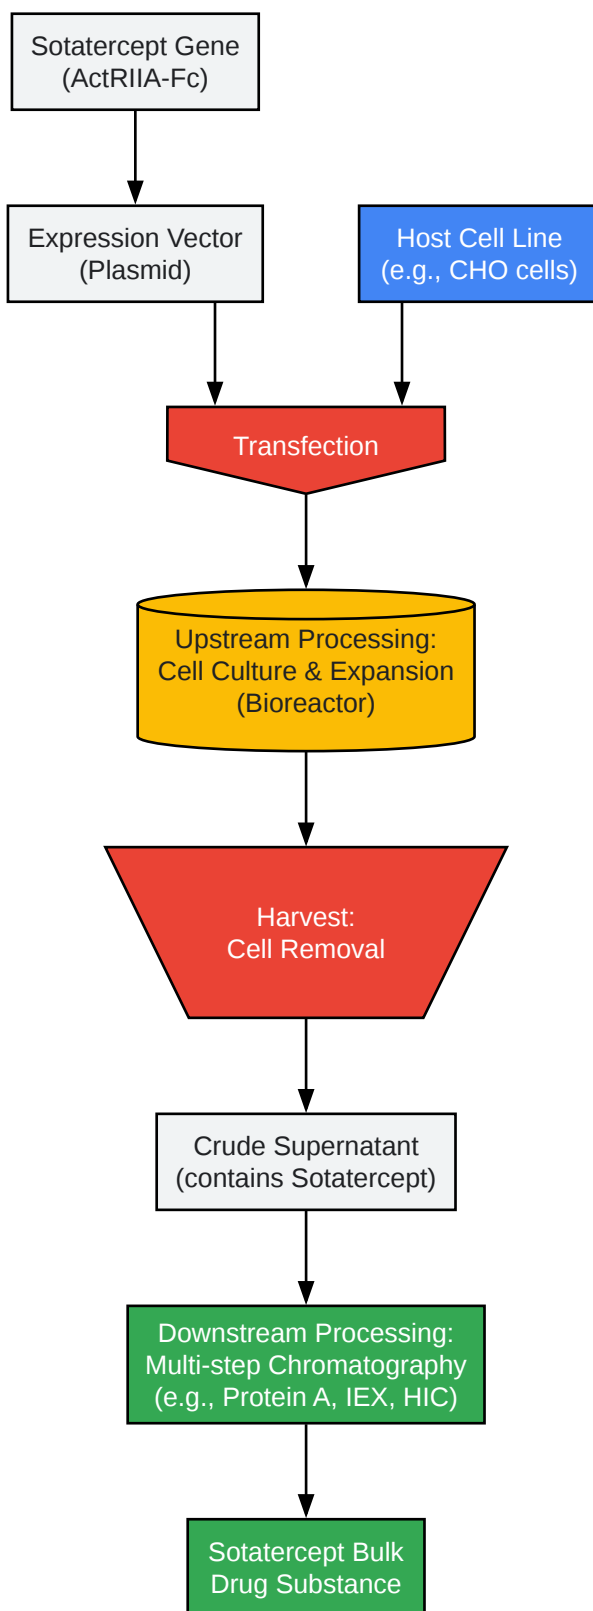 Sotatercept Gene
(ActRIIA-Fc)
Expression Vector
(Plasmid)
Host Cell Line
(e.g., CHO cells)
Transfection
Upstream Processing:
Cell Culture & Expansion
(Bioreactor)
Harvest:
Cell Removal
Crude Supernatant
(contains Sotatercept)
Downstream Processing:
Multi-step Chromatography
(e.g., Protein A, IEX, HIC)
Sotatercept Bulk
Drug Substance